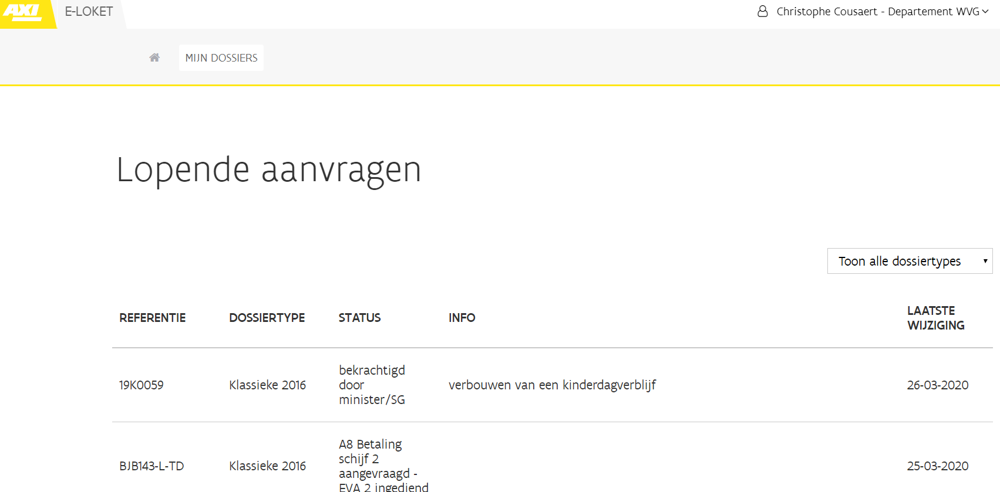 AXI E-LOKET Christophe Cousaert - Departement WVG
MIJN DOSSIERS
Lopende aanvragen
Toon alle dossiertypes
REFERENTIE DOSSIERTYPE STATUS INFO LAATSTE WIJZIGING
19K0059 Klassieke 2016 bekrachtigd door minister/SG verbouwen van een kinderdagverblijf 26-03-2020
BJB143-L-TD Klassieke 2016 A8 Betaling schijf 2 aangevraagd - EVA 2 ingediend 25-03-2020